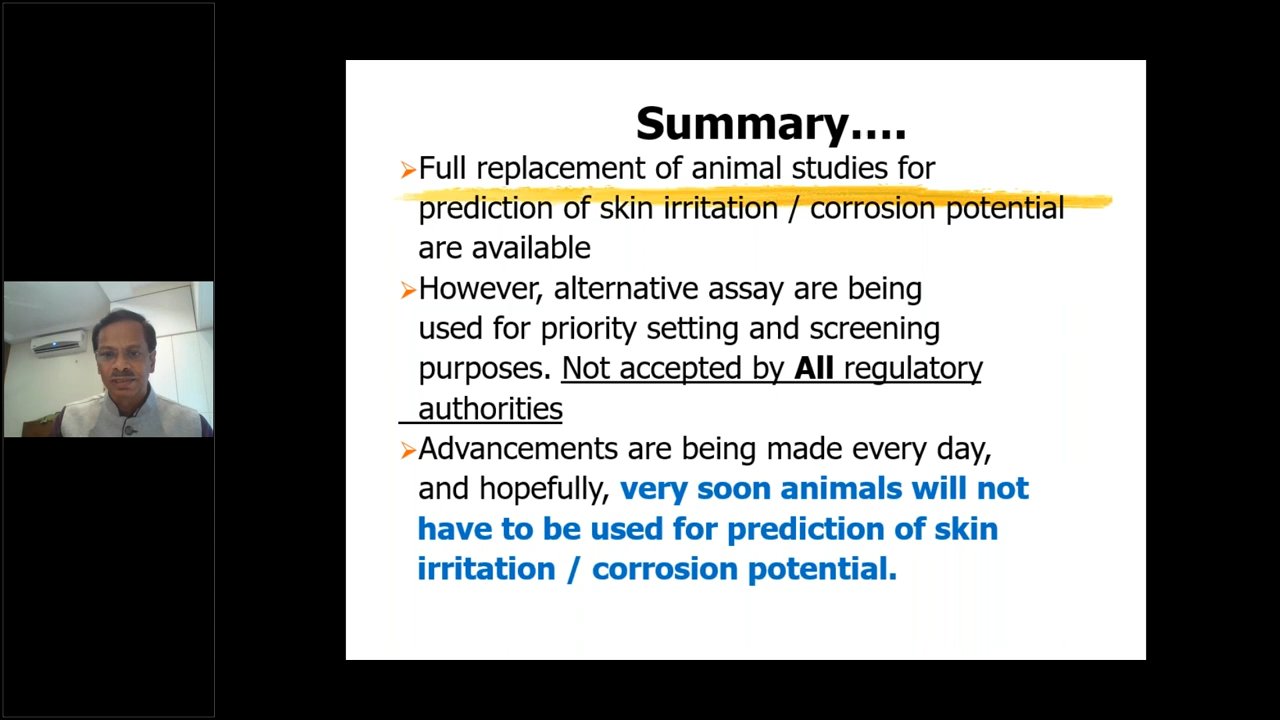 Summary....
➢Full replacement of animal studies for
prediction of skin irritation / corrosion potential
are available
➢However, alternative assay are being
used for priority setting and screening
purposes. Not accepted by All regulatory
authorities
➢Advancements are being made every day,
and hopefully, very soon animals will not
have to be used for prediction of skin
irritation / corrosion potential.